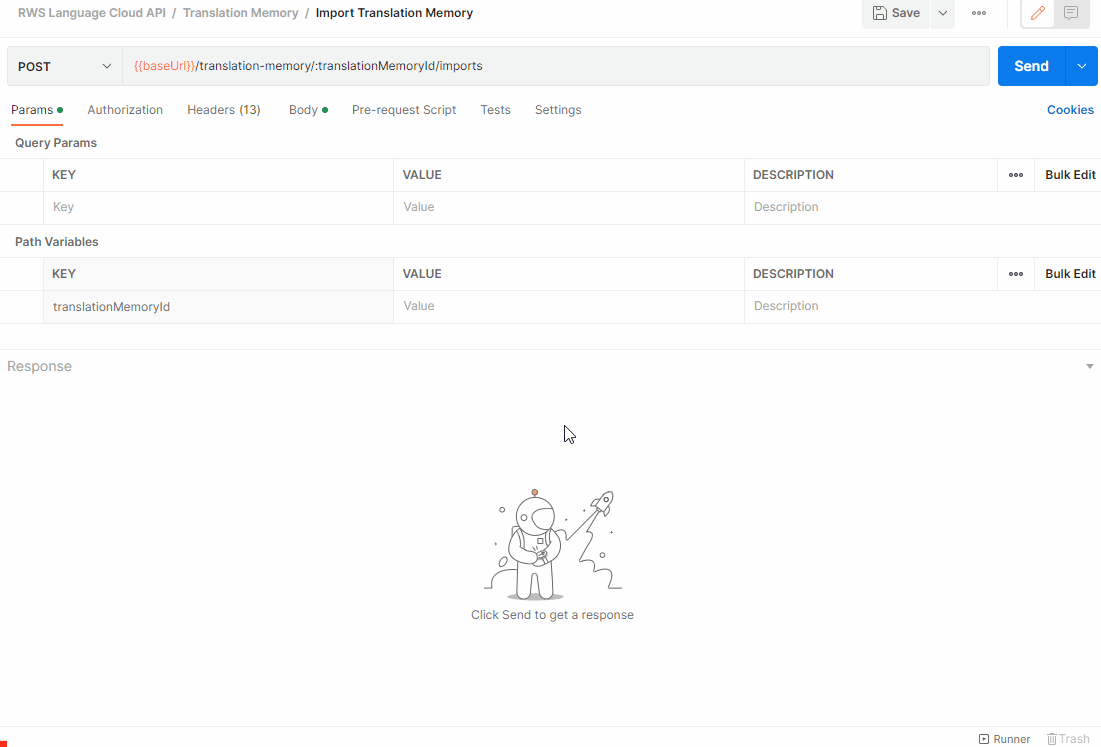 RWS Language Cloud API / Translation Memory / Import Translation Memory Save
POST {{baseUrl}}/translation-memory/:translationMemoryId/imports Send
Params Authorization Headers (13) Body Pre-request Script Tests Settings Cookies
Query Params
KEY VALUE DESCRIPTION Bulk Edit
Key Value Description
Path Variables
KEY VALUE DESCRIPTION Bulk Edit
translationMemoryId Value Description
Response
Click Send to get a response
Runner Trash